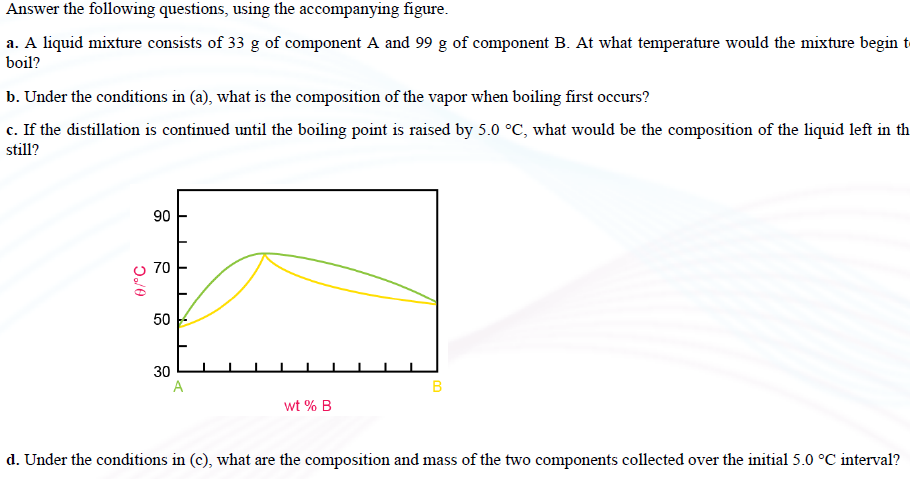 Answer the following questions, using the accompanying figure.
a. A liquid mixture consists of 33 g of component A and 99 g of component B. At what temperature would the mixture begin t
boil?
b. Under the conditions in (a), what is the composition of the vapor when boiling first occurs?
c. If the distillation is continued until the boiling point is raised by 5.0 °C, what would be the composition of the liquid left in th
still?
90
70
50
30
θ/°C
A
B
wt % B
d. Under the conditions in (c), what are the composition and mass of the two components collected over the initial 5.0 °C interval?